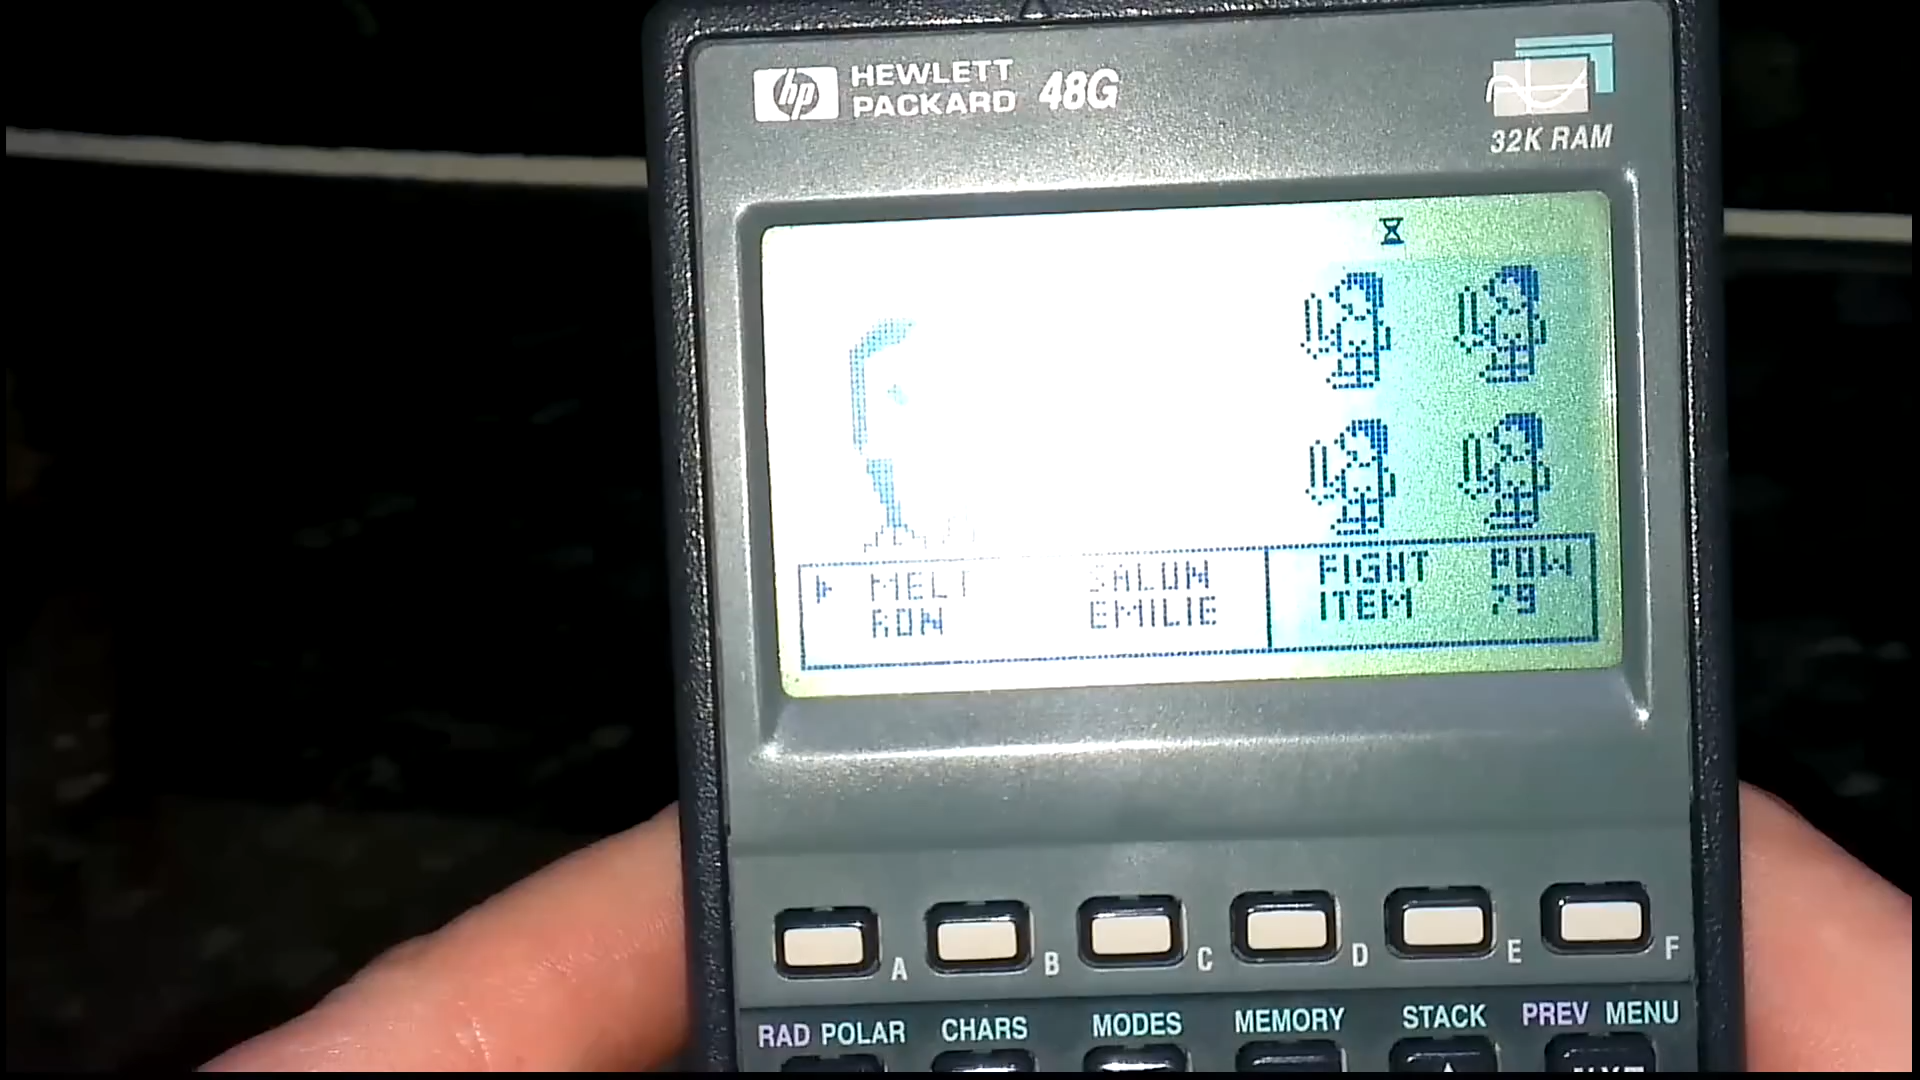 hp HEWLETT PACKARD 48G
32K RAM
MELT SALUM FIGHT POW
RON EMILIE ITEM 79
A B C D E F
RAD POLAR CHARS MODES MEMORY STACK PREV MENU